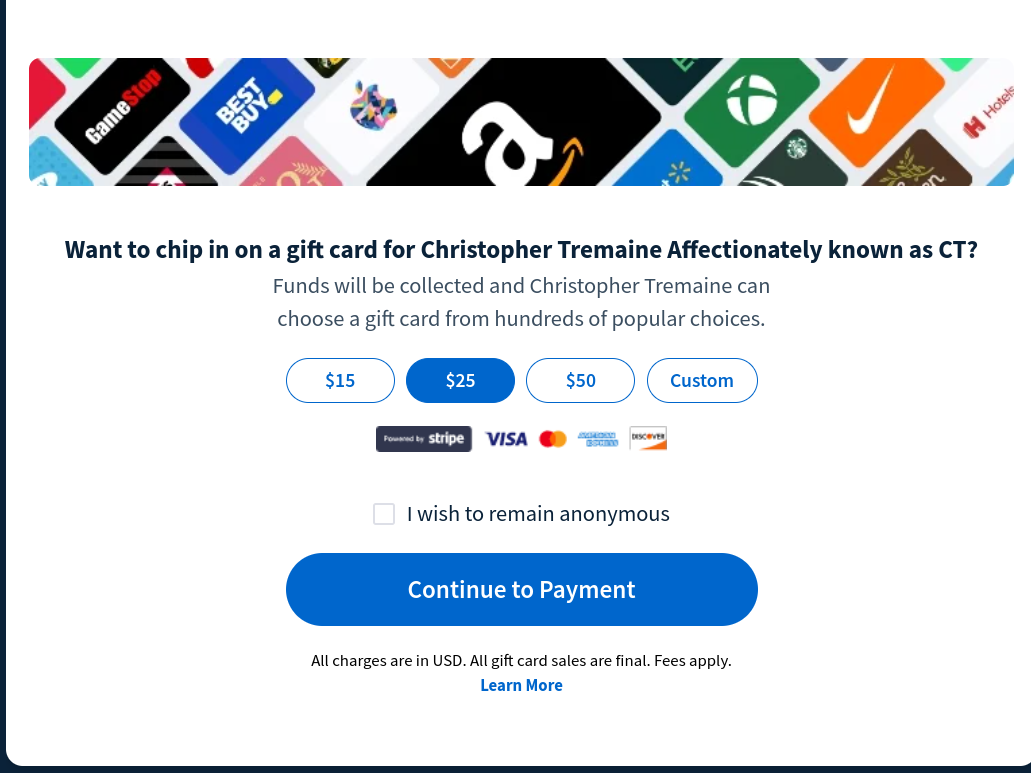 GameStop
BEST
BUY
a
Hotels
Want to chip in on a gift card for Christopher Tremaine Affectionately known as CT?
Funds will be collected and Christopher Tremaine can
choose a gift card from hundreds of popular choices.
$15 $25 $50 Custom
Powered by stripe VISA AMERICAN EXPRESS DISCOVER
I wish to remain anonymous
Continue to Payment
All charges are in USD. All gift card sales are final. Fees apply.
Learn More